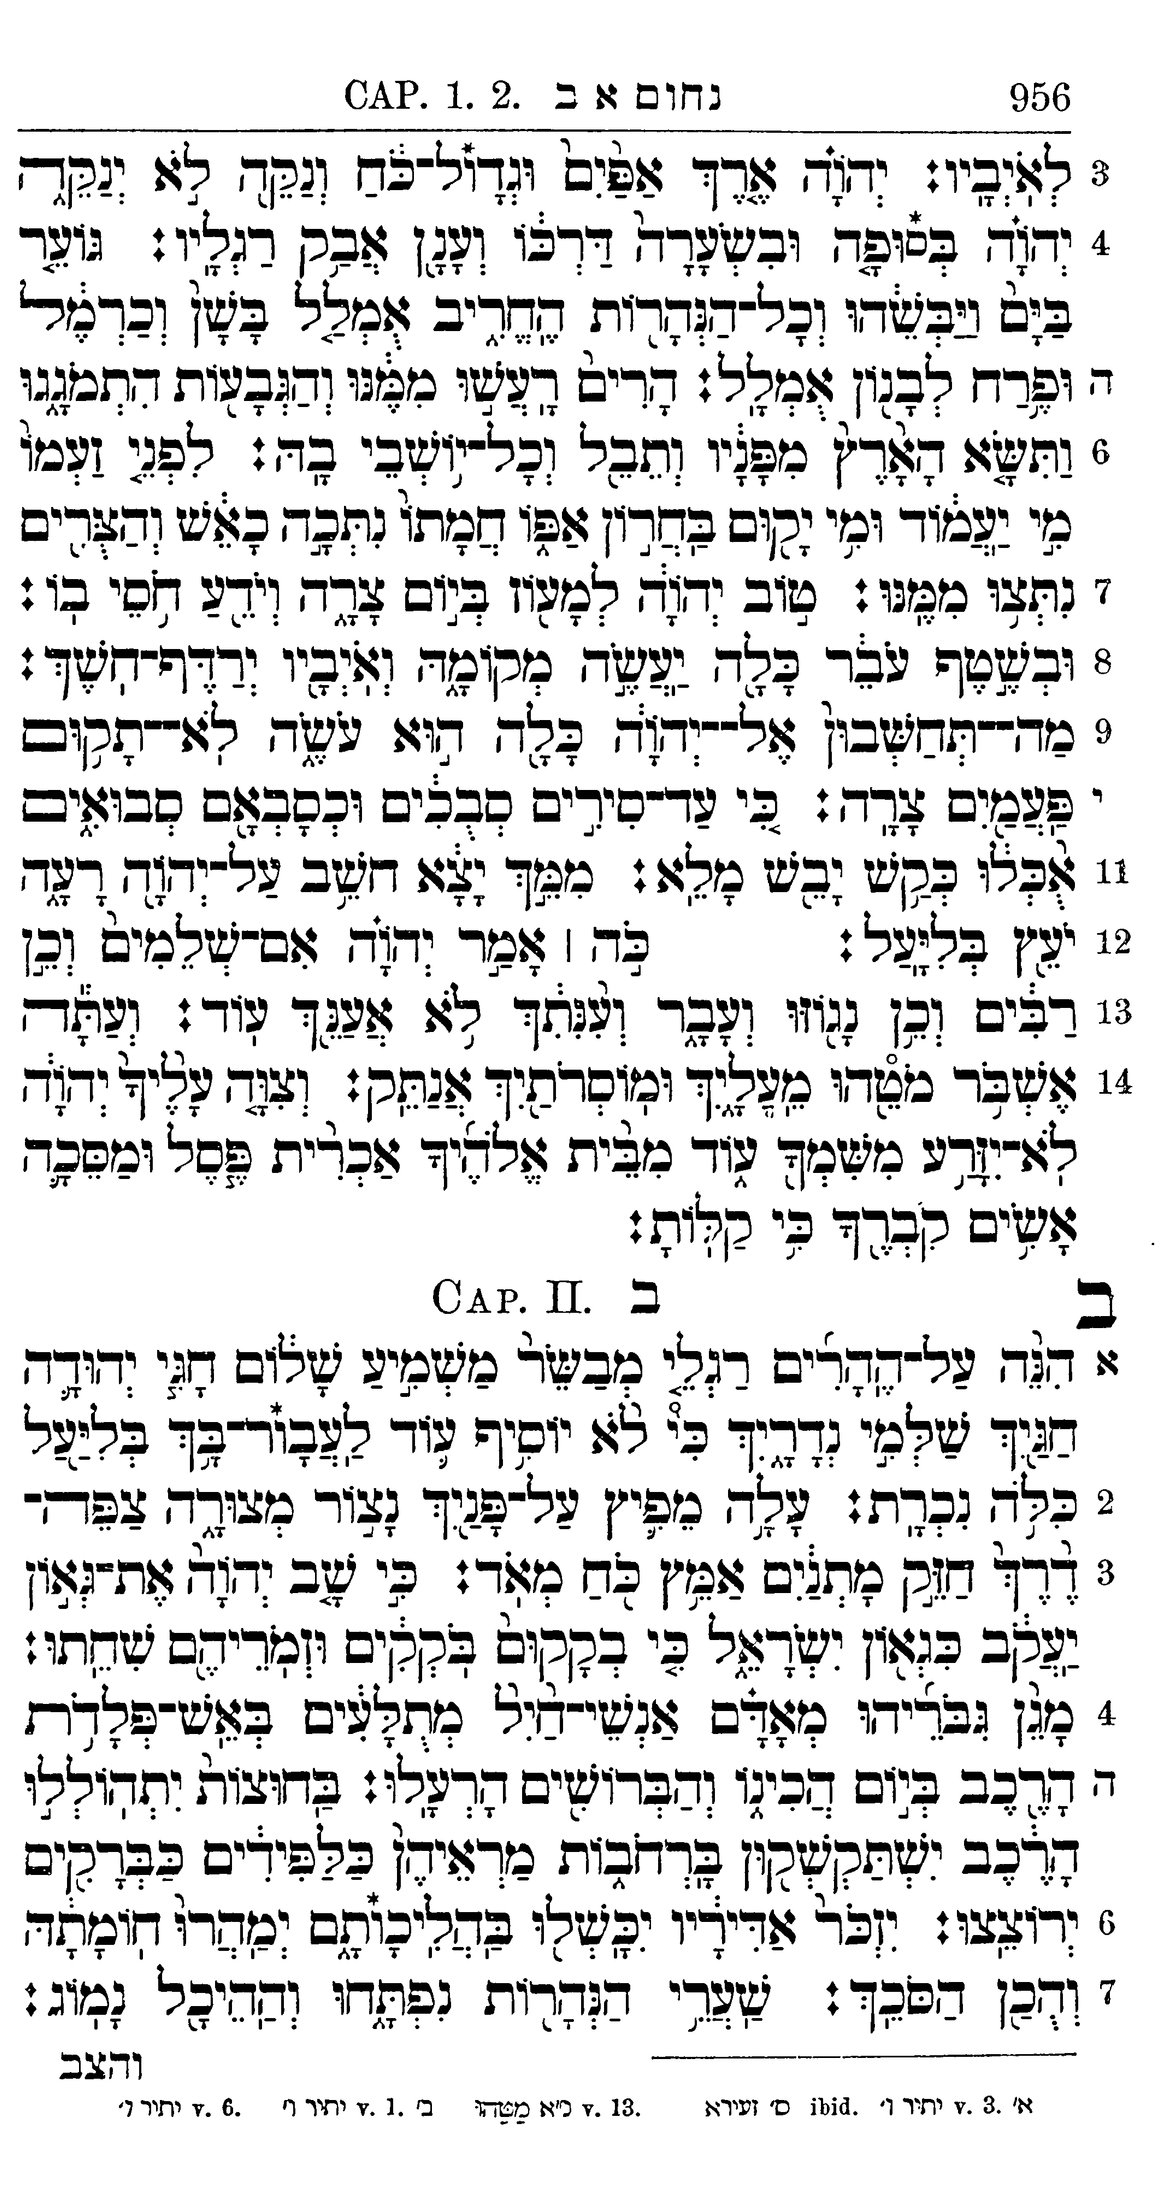 956 נחום א ב CAP. 1. 2.
3 לְאֹיְבָיו׃ יְהוָֹה אֶרֶךְ אַפַּיִם וּגְדָוֹל־כֹּחַ וְנַקֵּה לֹא יְנַקֶּה
4 יְהוָֹה בְּסוּפָה וּבִשְׂעָרָה דַּרְכּוֹ וְעָנָן אֲבַק רַגְלָיו׃ גּוֹעֵר
בַּיָּם וַיַּבְּשֵׁהוּ וְכָל־הַנְּהָרוֹת הֶחֱרִיב אֻמְלַל בָּשָׁן וְכַרְמֶל
ה וּפֶרַח לְבָנוֹן אֻמְלָל׃ הָרִים רָעֲשׁוּ מִמֶּנּוּ וְהַגְּבָעוֹת הִתְמֹגָגוּ
6 וַתִּשָּׂא הָאָרֶץ מִפָּנָיו וְתֵבֵל וְכָל־יוֹשְׁבֵי בָהּ׃ לִפְנֵי זַעְמוֹ
מִי יַעֲמוֹד וּמִי יָקוּם בַּחֲרוֹן אַפּוֹ חֲמָתוֹ נִתְּכָה כָאֵשׁ וְהַצֻּרִים
7 נִתְּצוּ מִמֶּנּוּ׃ טוֹב יְהוָֹה לְמָעוֹז בְּיוֹם צָרָה וְיֹדֵעַ חֹסֵי בוֹ׃
8 וּבְשֶׁטֶף עֹבֵר כָּלָה יַעֲשֶׂה מְקוֹמָהּ וְאֹיְבָיו יְרַדֶּף־חֹשֶׁךְ׃
9 מַה־תְּחַשְּׁבוּן אֶל־יְהוָֹה כָּלָה הוּא עֹשֶׂה לֹא־תָקוּם
י פַּעֲמַיִם צָרָה׃ כִּי עַד־סִירִים סְבֻכִים וּכְסָבְאָם סְבוּאִים
11 אֻכְּלוּ כְּקַשׁ יָבֵשׁ מָלֵא׃ מִמֵּךְ יָצָא חֹשֵׁב עַל־יְהוָֹה רָעָה
12 יֹעֵץ בְּלִיָּעַל׃ כֹּה ׀ אָמַר יְהוָֹה אִם־שְׁלֵמִים וְכֵן
13 רַבִּים וְכֵן נָגוֹזּוּ וְעָבָר וְעִנִּתִךְ לֹא אֲעַנֵּךְ עוֹד׃ וְעַתָּה
14 אֶשְׁבֹּר מֹטֵהוּ מֵעָלָיִךְ וּמוֹסְרֹתַיִךְ אֲנַתֵּק׃ וְצִוָּה עָלֶיךָ יְהוָֹה
לֹא־יִזָּרַע מִשִּׁמְךָ עוֹד מִבֵּית אֱלֹהֶיךָ אַכְרִית פֶּסֶל וּמַסֵּכָה
אָשִׂים קִבְרֶךָ כִּי קַלּוֹתָ׃
ב ב CAP. II.
א הִנֵּה עַל־הֶהָרִים רַגְלֵי מְבַשֵּׂר מַשְׁמִיעַ שָׁלוֹם חָגִּי יְהוּדָה
חַגַּיִךְ שַׁלְּמִי נְדָרָיִךְ כִּי לֹא יוֹסִיף עוֹד לַעֲבָור־בָּךְ בְּלִיַּעַל
2 כֻּלֹּה נִכְרָת׃ עָלָה מֵפִיץ עַל־פָּנַיִךְ נָצוֹר מְצוּרָה צַפֵּה־
3 דֶרֶךְ חַזֵּק מָתְנַיִם אַמֵּץ כֹּחַ מְאֹד׃ כִּי שָׁב יְהוָֹה אֶת־גְּאוֹן
יַעֲקֹב כִּגְאוֹן יִשְׂרָאֵל כִּי בְקָקוּם בֹּקְקִים וּזְמֹרֵיהֶם שִׁחֵתוּ׃
4 מָגֵן גִּבֹּרֵיהוּ מְאָדָּם אַנְשֵׁי־חַיִל מְתֻלָּעִים בְּאֵשׁ־פְּלָדֹת
ה הָרֶכֶב בְּיוֹם הֲכִינוֹ וְהַבְּרוֹשִׁים הָרְעָלוּ׃ בַּחוּצוֹת יִתְהוֹלְלוּ
הָרֶכֶב יִשְׁתַּקְשְׁקוּן בָּרְחֹבוֹת מַרְאֵיהֶן כַּלַּפִּידִים כַּבְּרָקִים
6 יְרוֹצֵצוּ׃ יִזְכֹּר אַדִּירָיו יִכָּשְׁלוּ בַּהֲלִיכָוֹתָם יְמַהֲרוּ חוֹמָתָהּ
7 וְהֻכַן הַסֹּכֵךְ׃ שַׁעֲרֵי הַנְּהָרוֹת נִפְתָּחוּ וְהַהֵיכָל נָמוֹג׃
והצב
א׳ v. 3. יתיר ו׳ ibid. ס׳ זעירא v. 13. נ״א מַטֵּהוּ ב׳ v. 1. יתיר ו׳ v. 6. יתיר ו׳